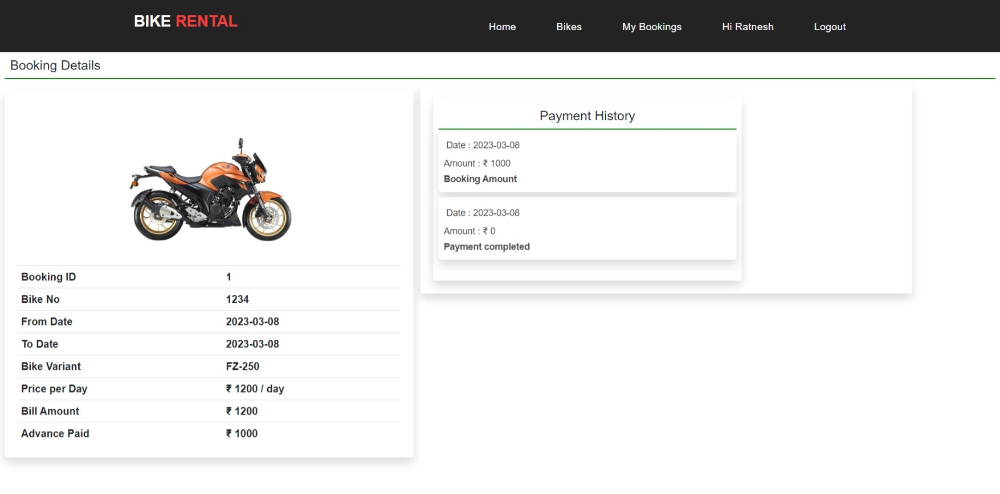 BIKE RENTAL
Home Bikes My Bookings Hi Ratnesh Logout
Booking Details
Booking ID 1
Bike No 1234
From Date 2023-03-08
To Date 2023-03-08
Bike Variant FZ-250
Price per Day ₹ 1200 / day
Bill Amount ₹ 1200
Advance Paid ₹ 1000
Payment History
Date : 2023-03-08
Amount : ₹ 1000
Booking Amount
Date : 2023-03-08
Amount : ₹ 0
Payment completed